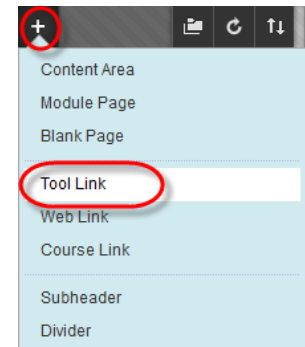 Content Area
Module Page
Blank Page
Tool Link
Web Link
Course Link
Subheader
Divider